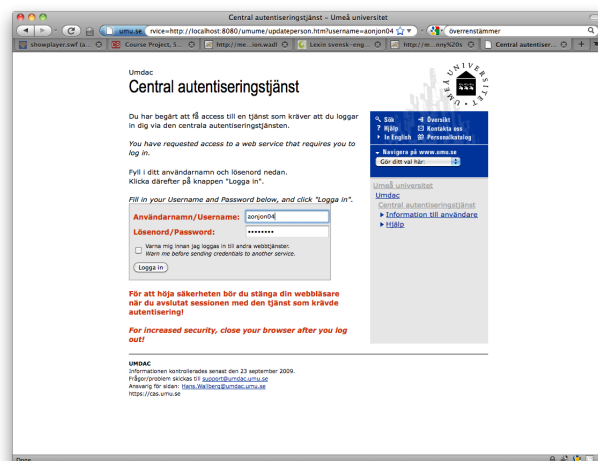 Central autentiseringstjänst – Umeå universitet
umu.se rvice=http://localhost:8080/umume/updateperson.htm?username=aonjon04
överrenstämmer
showplayer.swf (a...
Course Project, S...
http://me...ion.wadl
Lexin svensk-eng...
http://m...nny%20s
Central autentiser...
Umdac
Central autentiseringstjänst
UMEÅ UNIVERSITET
Du har begärt att få access till en tjänst som kräver att du loggar
in dig via den centrala autentiseringstjänsten.
You have requested access to a web service that requires you to
log in.
Fyll i ditt användarnamn och lösenord nedan.
Klicka därefter på knappen "Logga in".
Fill in your Username and Password below, and click "Logga in".
Användarnamn/Username: aonjon04
Lösenord/Password: ••••••••
Varna mig innan jag loggas in till andra webbtjänster.
Warn me before sending credentials to another service.
Logga in
För att höja säkerheten bör du stänga din webbläsare
när du avslutat sessionen med den tjänst som krävde
autentisering!
For increased security, close your browser after you log
out!
Sök
Översikt
? Hjälp
Kontakta oss
In English
Personalkatalog
Navigera på www.umu.se
Gör ditt val här:
Umeå universitet
Umdac
Central autentiseringstjänst
Information till användare
Hjälp
UMDAC
Informationen kontrollerades senast den 23 september 2009.
Frågor/problem skickas till support@umdac.umu.se
Ansvarig för sidan: Hans.Wallberg@umdac.umu.se
https://cas.umu.se
Done